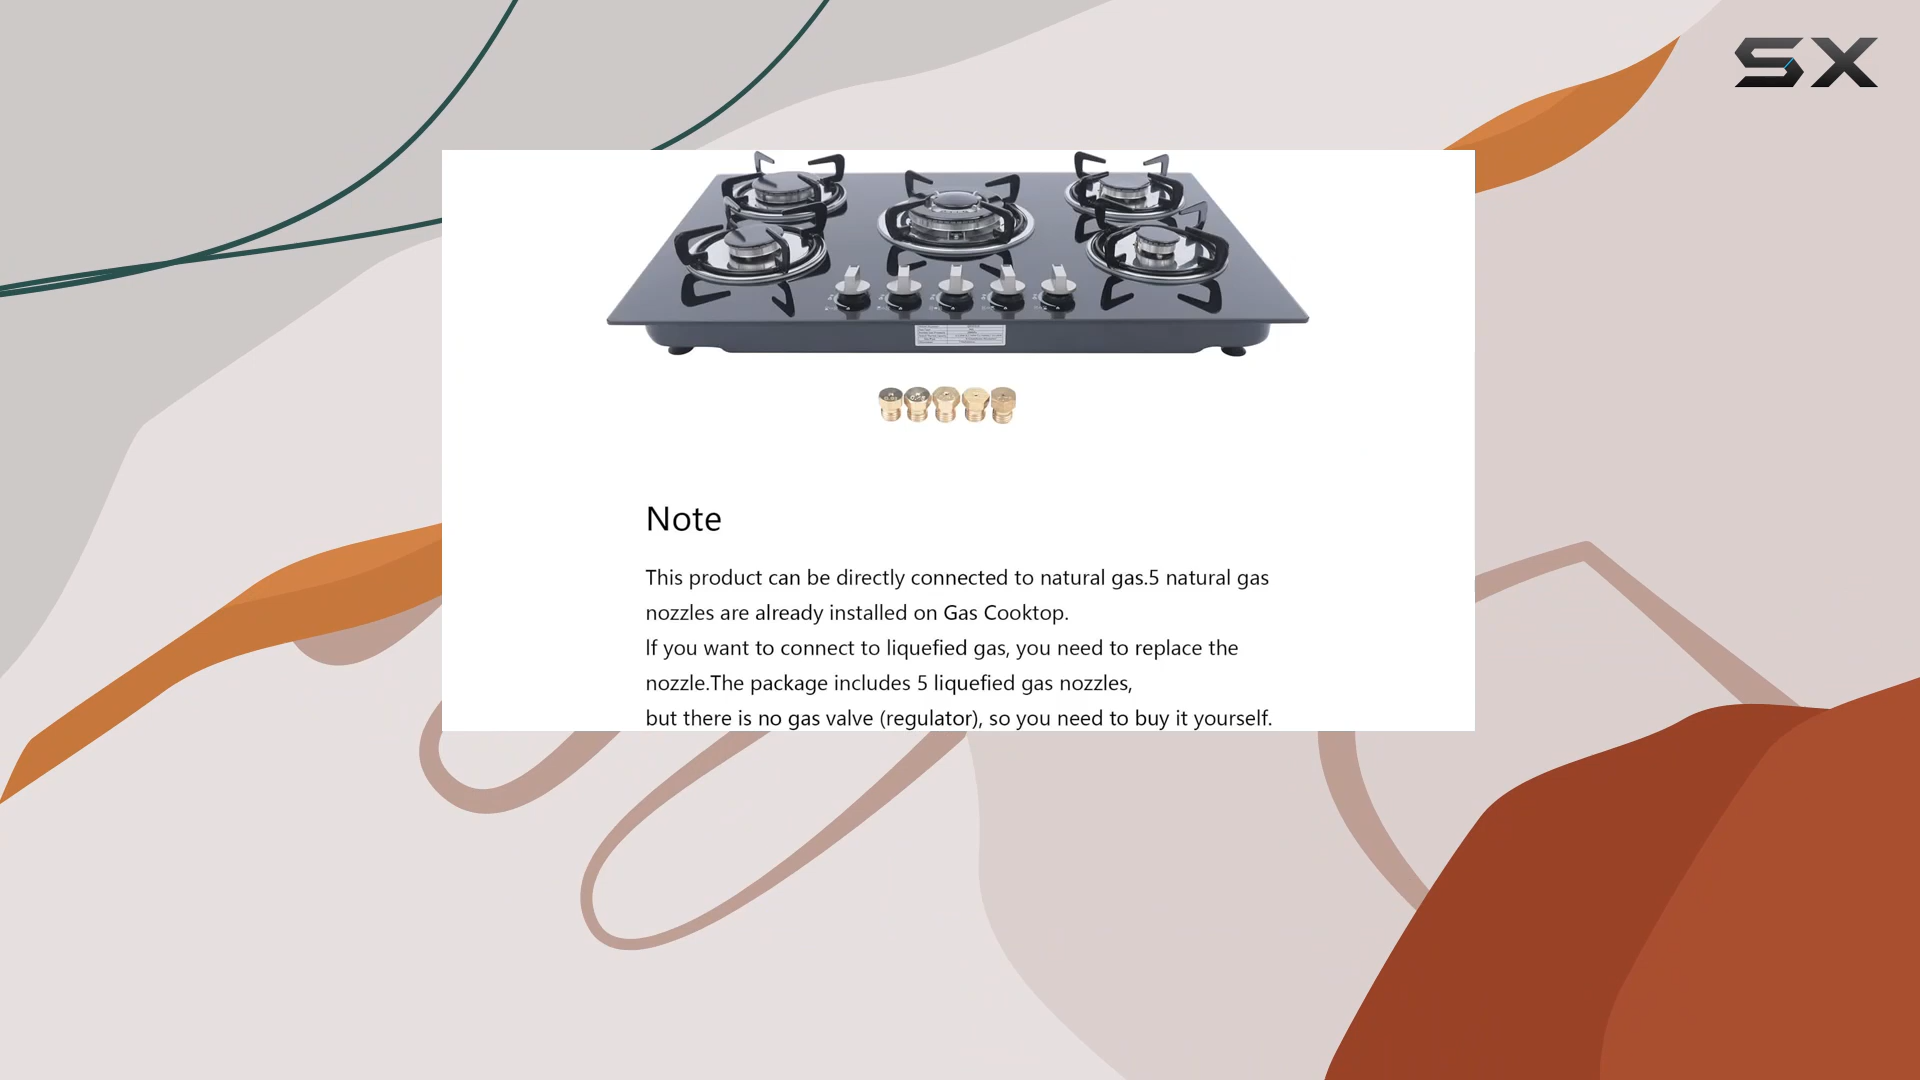 SX
Note
This product can be directly connected to natural gas.5 natural gas
nozzles are already installed on Gas Cooktop.
If you want to connect to liquefied gas, you need to replace the
nozzle.The package includes 5 liquefied gas nozzles,
but there is no gas valve (regulator), so you need to buy it yourself.